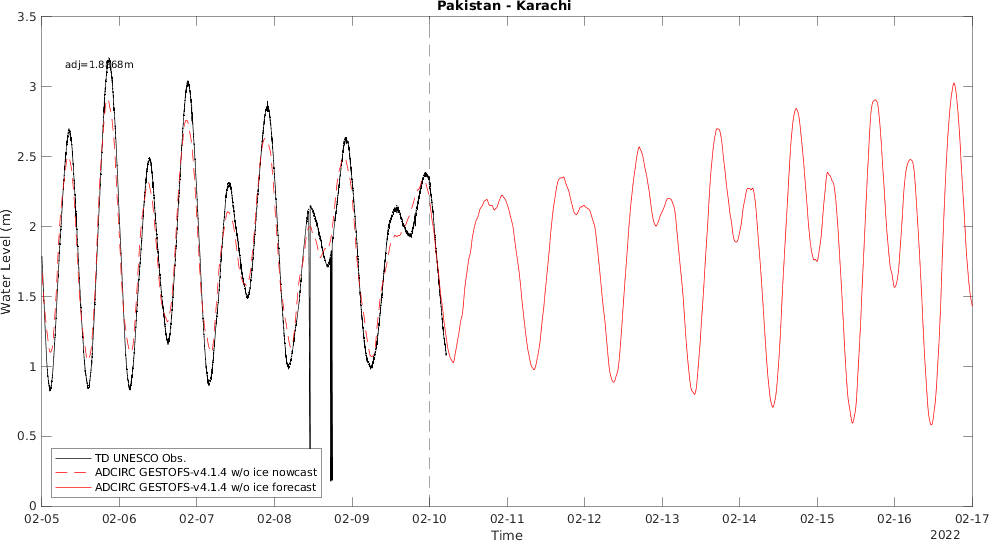 Pakistan - Karachi
3.5
3
2.5
2
1.5
1
0.5
0
Water Level (m)
TD UNESCO Obs.
ADCIRC GESTOFS-v4.1.4 w/o ice nowcast
ADCIRC GESTOFS-v4.1.4 w/o ice forecast
02-05 02-06 02-07 02-08 02-09 02-10 02-11 02-12 02-13 02-14 02-15 02-16 02-17
Time
2022